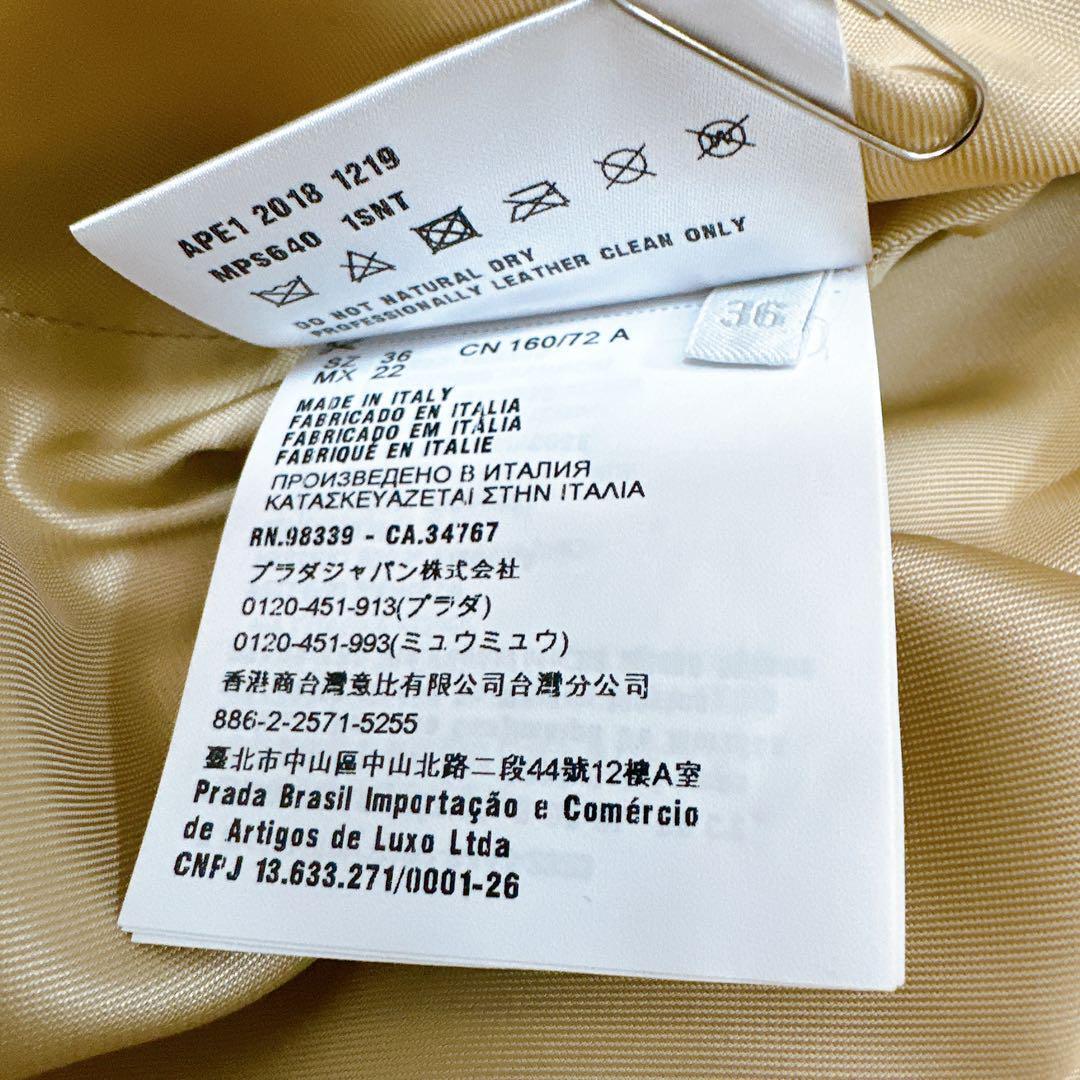 APE1 2018 1219
MPS640 1SNT
DO NOT NATURAL DRY
PROFESSIONALLY LEATHER CLEAN ONLY
36
SZ 36 CN 160/72 A
MX 22
MADE IN ITALY
FABRICADO EN ITALIA
FABRICADO EM ITÁLIA
FABRIQUÉ EN ITALIE
ПРОИЗВЕДЕНО В ИТАЛИЯ
ΚΑΤΑΣΚΕΥΑΖΕΤΑΙ ΣΤΗΝ ΙΤΑΛΙΑ
RN.98339 - CA.34767
プラダジャパン株式会社
0120-451-913(プラダ)
0120-451-993(ミュウミュウ)
香港商台灣意比有限公司台灣分公司
886-2-2571-5255
臺北市中山區中山北路二段44號12樓A室
Prada Brasil Importação e Comércio
de Artigos de Luxo Ltda
CNPJ 13.633.271/0001-26